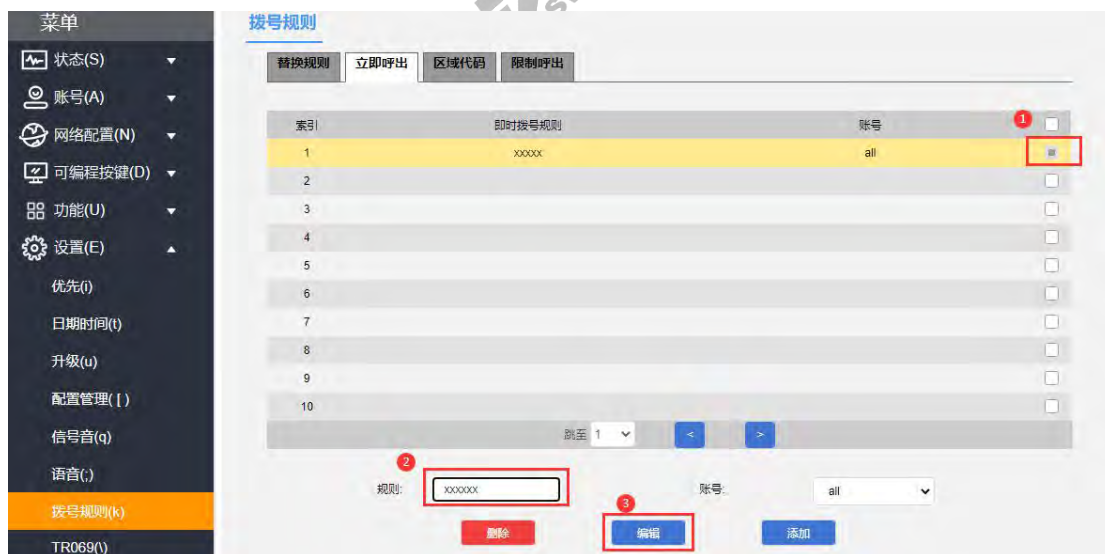 菜单
状态(S)
账号(A)
网络配置(N)
可编程按键(D)
功能(U)
设置(E)
优先(i)
日期时间(t)
升级(u)
配置管理( [ )
信号音(q)
语音(;)
拨号规则(k)
TR069(\)
拨号规则
替换规则 立即呼出 区域代码 限制呼出
索引 即时拨号规则 账号 1
1 xxxxx all
2
3
4
5
6
7
8
9
10
跳至 1 < >
2
规则: xxxxxx 账号: all
3
删除 编辑 添加